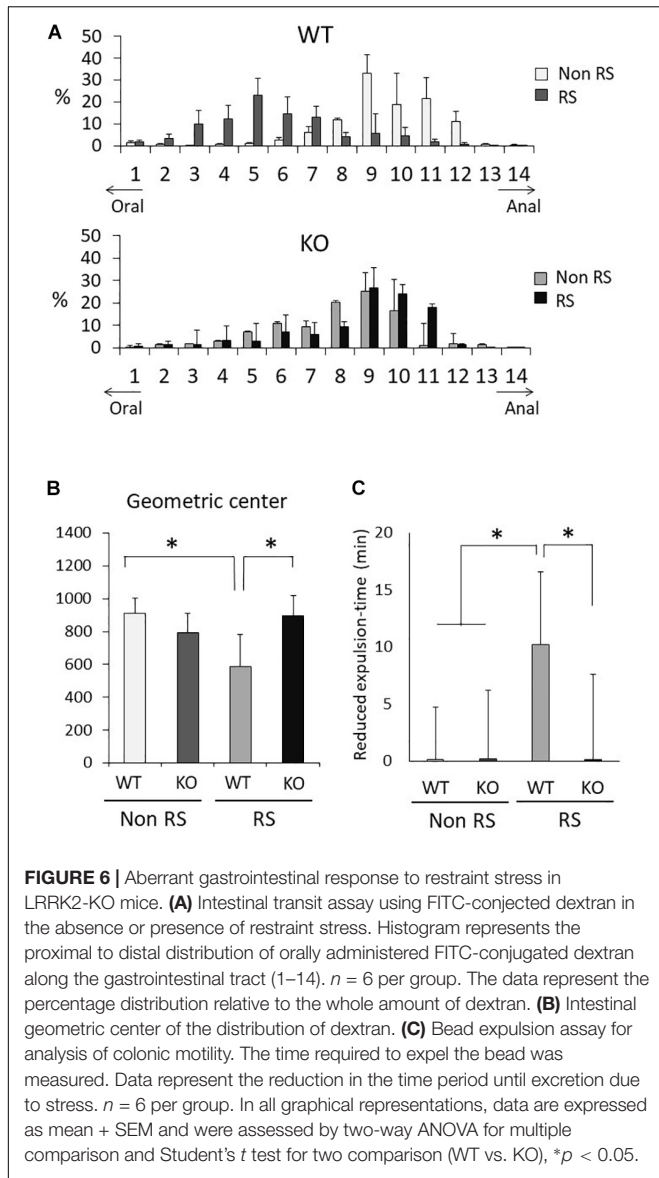 A
WT
50
40
30
20
10
0
%
Non RS
RS
1 2 3 4 5 6 7 8 9 10 11 12 13 14
Oral
Anal
KO
50
40
30
20
10
0
%
Non RS
RS
1 2 3 4 5 6 7 8 9 10 11 12 13 14
Oral
Anal
B
Geometric center
1400
1200
1000
800
600
400
200
0
*
*
WT KO WT KO
Non RS RS
C
Reduced expulsion-time (min)
20
15
10
5
0
*
*
WT KO WT KO
Non RS RS
FIGURE 6 | Aberrant gastrointestinal response to restraint stress in
LRRK2-KO mice. (A) Intestinal transit assay using FITC-conjected dextran in
the absence or presence of restraint stress. Histogram represents the
proximal to distal distribution of orally administered FITC-conjugated dextran
along the gastrointestinal tract (1–14). n = 6 per group. The data represent the
percentage distribution relative to the whole amount of dextran. (B) Intestinal
geometric center of the distribution of dextran. (C) Bead expulsion assay for
analysis of colonic motility. The time required to expel the bead was
measured. Data represent the reduction in the time period until excretion due
to stress. n = 6 per group. In all graphical representations, data are expressed
as mean + SEM and were assessed by two-way ANOVA for multiple
comparison and Student's t test for two comparison (WT vs. KO), *p < 0.05.